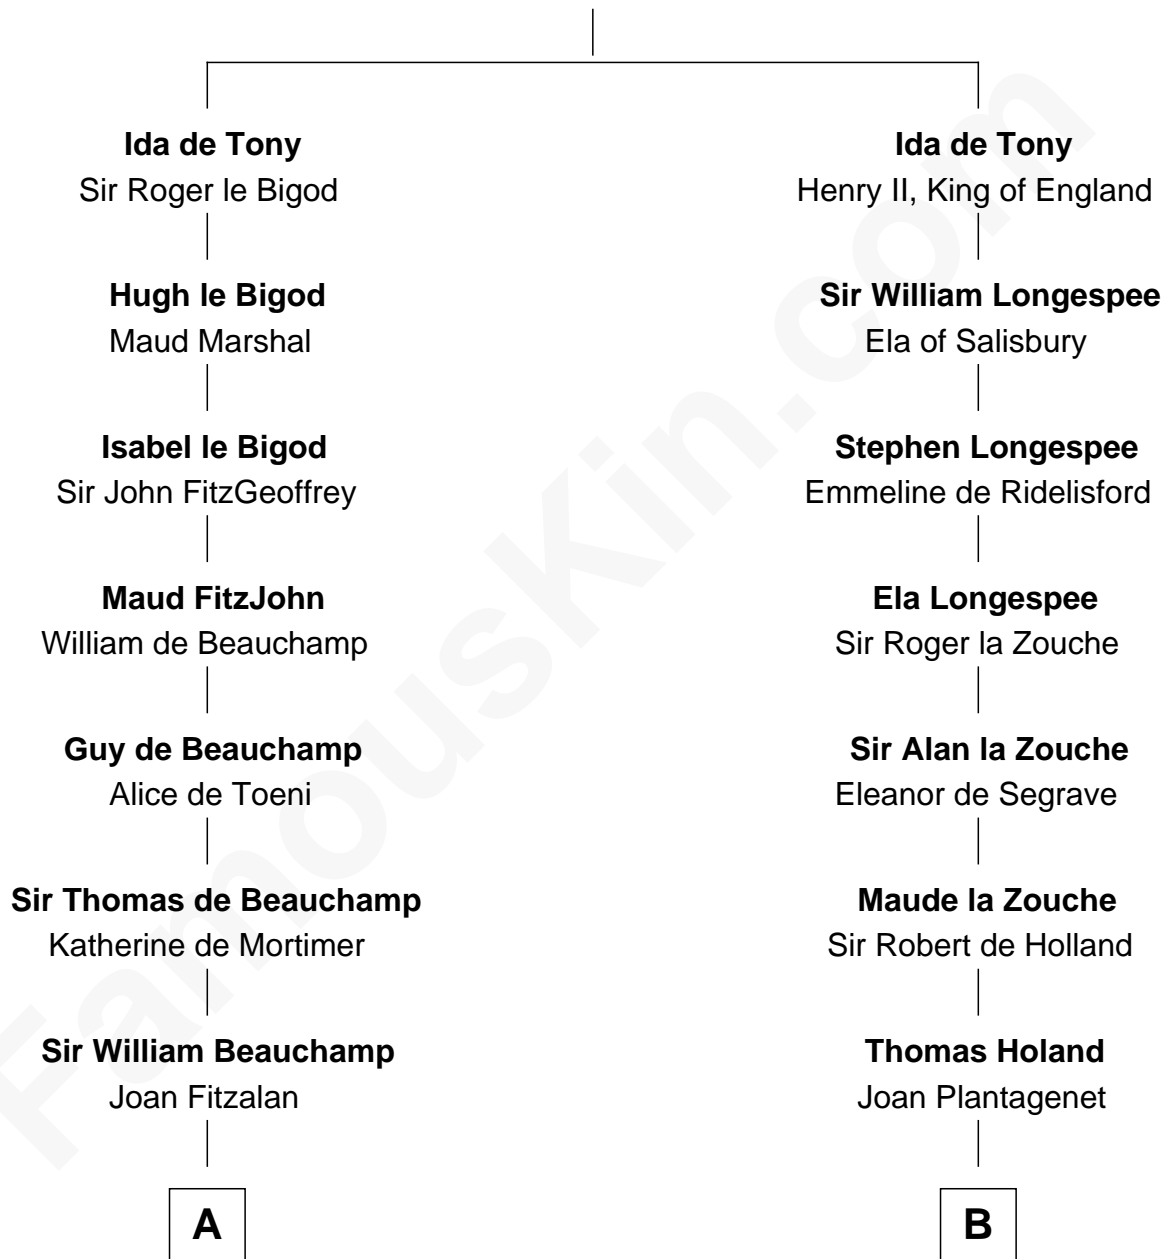 Ida de Tony
Sir Roger le Bigod
Hugh le Bigod
Maud Marshal
Isabel le Bigod
Sir John FitzGeoffrey
Maud FitzJohn
William de Beauchamp
Guy de Beauchamp
Alice de Toeni
Sir Thomas de Beauchamp
Katherine de Mortimer
Sir William Beauchamp
Joan Fitzalan
A
Ida de Tony
Henry II, King of England
Sir William Longespee
Ela of Salisbury
Stephen Longespee
Emmeline de Ridelisford
Ela Longespee
Sir Roger la Zouche
Sir Alan la Zouche
Eleanor de Segrave
Maude la Zouche
Sir Robert de Holland
Thomas Holand
Joan Plantagenet
B
FamousKin.com